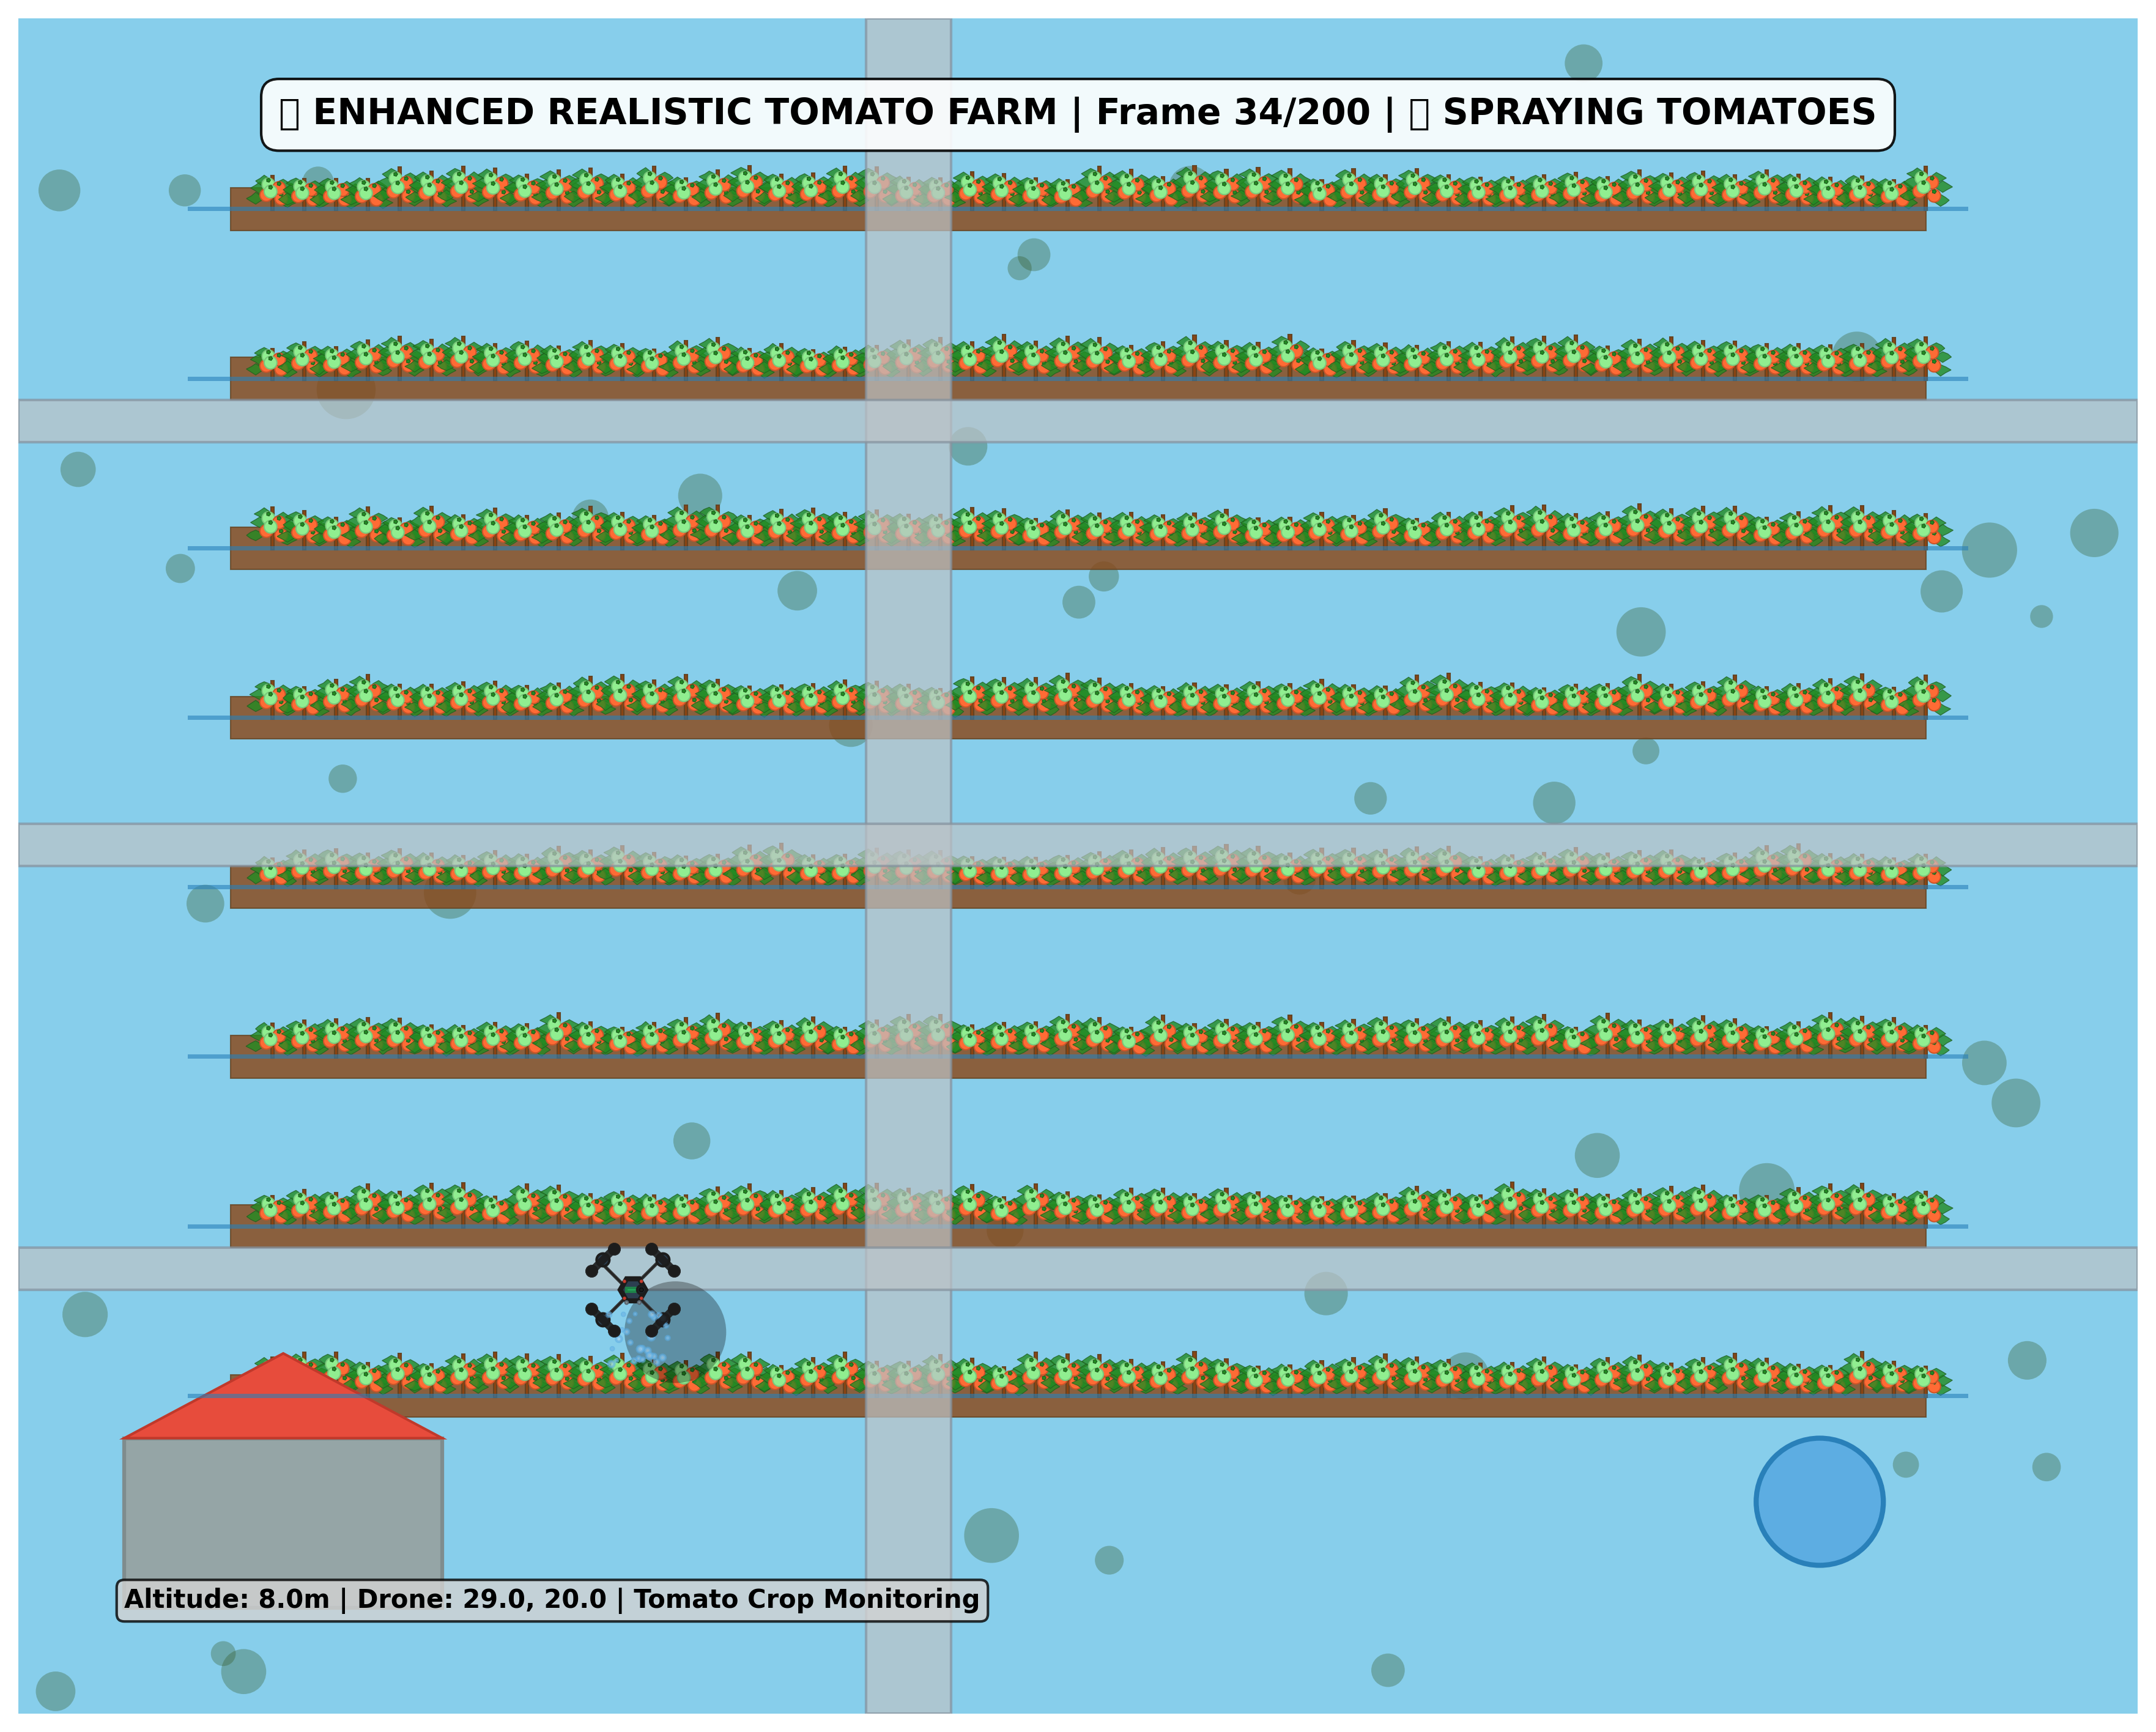 ▯ ENHANCED REALISTIC TOMATO FARM | Frame 34/200 | ▯ SPRAYING TOMATOES
Altitude: 8.0m | Drone: 29.0, 20.0 | Tomato Crop Monitoring